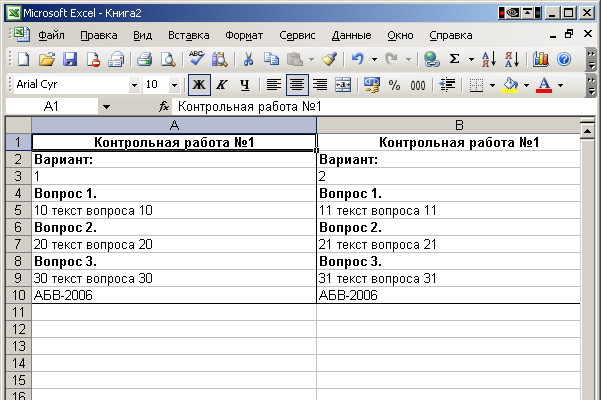 Microsoft Excel - Книга2
Файл Правка Вид Вставка Формат Сервис Данные Окно Справка
Arial Cyr 10 Ж К Ч % 000
A1 fx Контрольная работа №1
A B
1 Контрольная работа №1 Контрольная работа №1
2 Вариант: Вариант:
3 1 2
4 Вопрос 1. Вопрос 1.
5 10 текст вопроса 10 11 текст вопроса 11
6 Вопрос 2. Вопрос 2.
7 20 текст вопроса 20 21 текст вопроса 21
8 Вопрос 3. Вопрос 3.
9 30 текст вопроса 30 31 текст вопроса 31
10 АБВ-2006 АБВ-2006
11
12
13
14
15
16